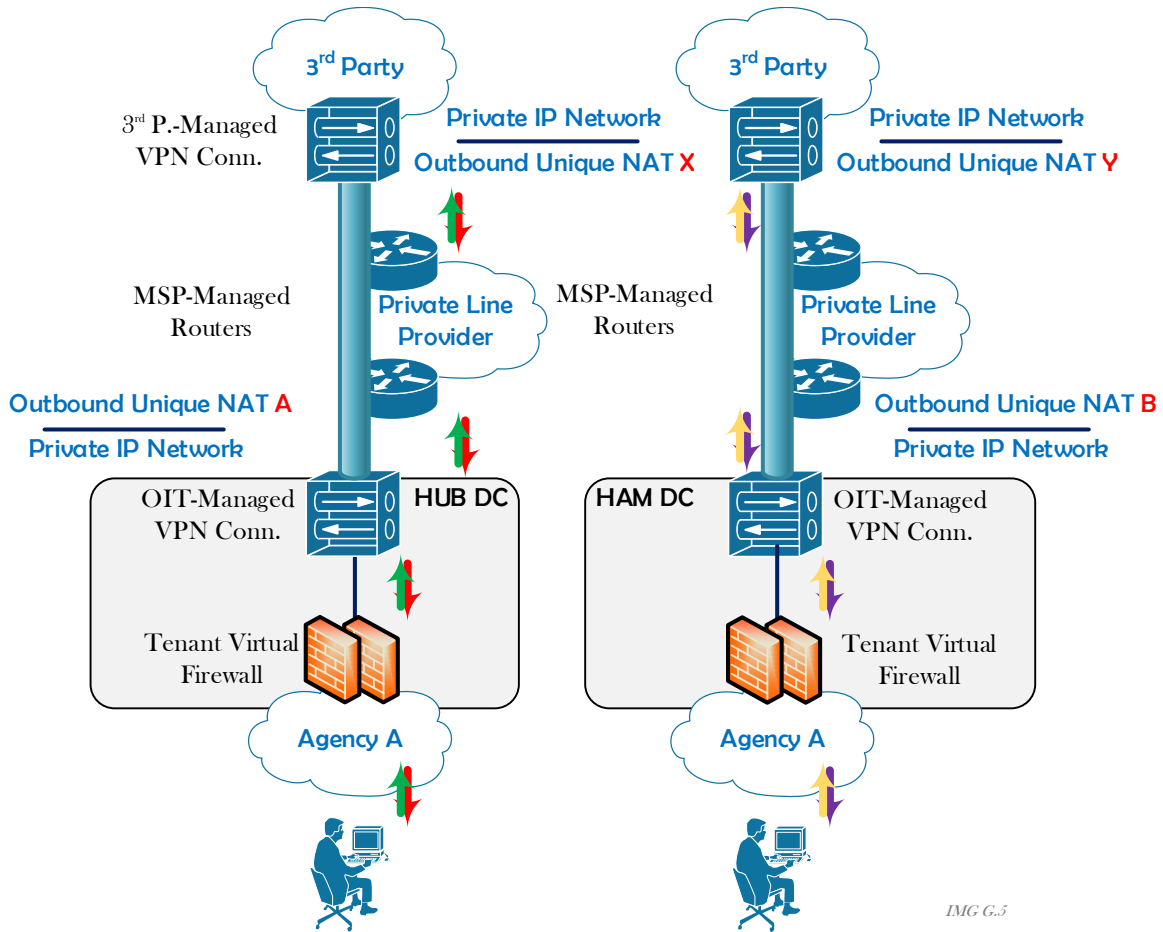 3rd Party
3rd Party
3rd P.-Managed
VPN Conn.
Private IP Network
Outbound Unique NAT X
Private IP Network
Outbound Unique NAT Y
MSP-Managed
Routers
Private Line
Provider
MSP-Managed
Routers
Private Line
Provider
Outbound Unique NAT A
Private IP Network
Outbound Unique NAT B
Private IP Network
OIT-Managed
VPN Conn.
HUB DC
HAM DC
OIT-Managed
VPN Conn.
Tenant Virtual
Firewall
Tenant Virtual
Firewall
Agency A
Agency A
IMG G.5